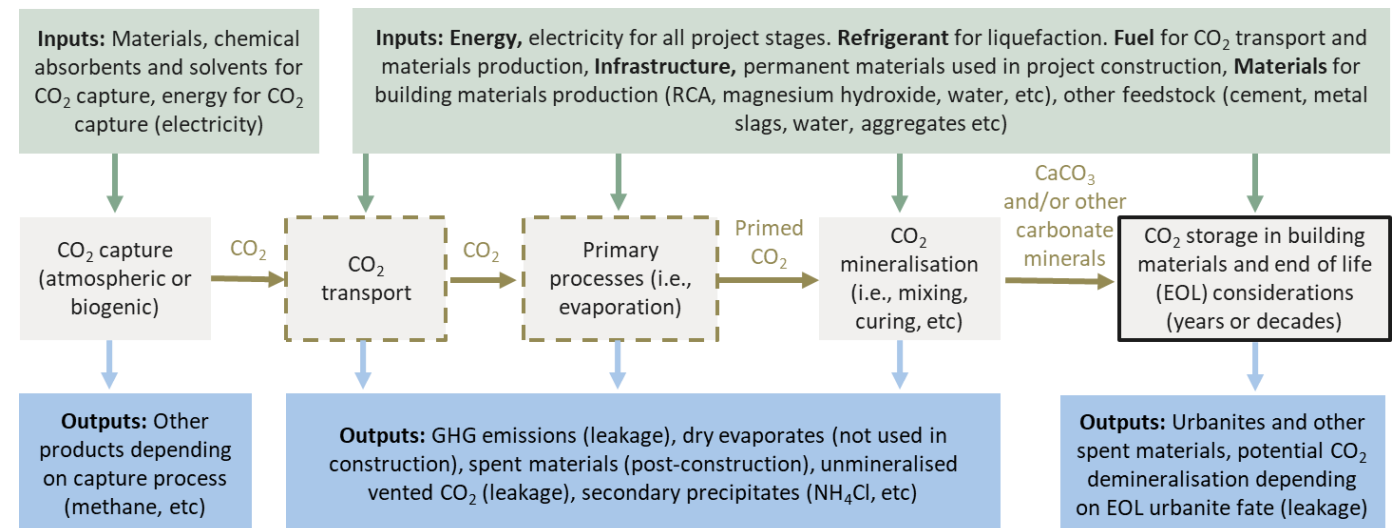 Inputs: Materials, chemical
absorbents and solvents for
CO₂ capture, energy for CO₂
capture (electricity)
Inputs: Energy, electricity for all project stages. Refrigerant for liquefaction. Fuel for CO₂ transport and
materials production, Infrastructure, permanent materials used in project construction, Materials for
building materials production (RCA, magnesium hydroxide, water, etc), other feedstock (cement, metal
slags, water, aggregates etc)
CO₂ capture
(atmospheric or
biogenic)
CO₂
CO₂
transport
CO₂
Primary
processes (i.e.,
evaporation)
Primed
CO₂
CO₂
mineralisation
(i.e., mixing,
curing, etc)
CaCO₃
and/or other
carbonate
minerals
CO₂ storage in building
materials and end of life
(EOL) considerations
(years or decades)
Outputs: Other
products depending
on capture process
(methane, etc)
Outputs: GHG emissions (leakage), dry evaporates (not used in
construction), spent materials (post-construction), unmineralised
vented CO₂ (leakage), secondary precipitates (NH₄Cl, etc)
Outputs: Urbanites and other
spent materials, potential CO₂
demineralisation depending
on EOL urbanite fate (leakage)